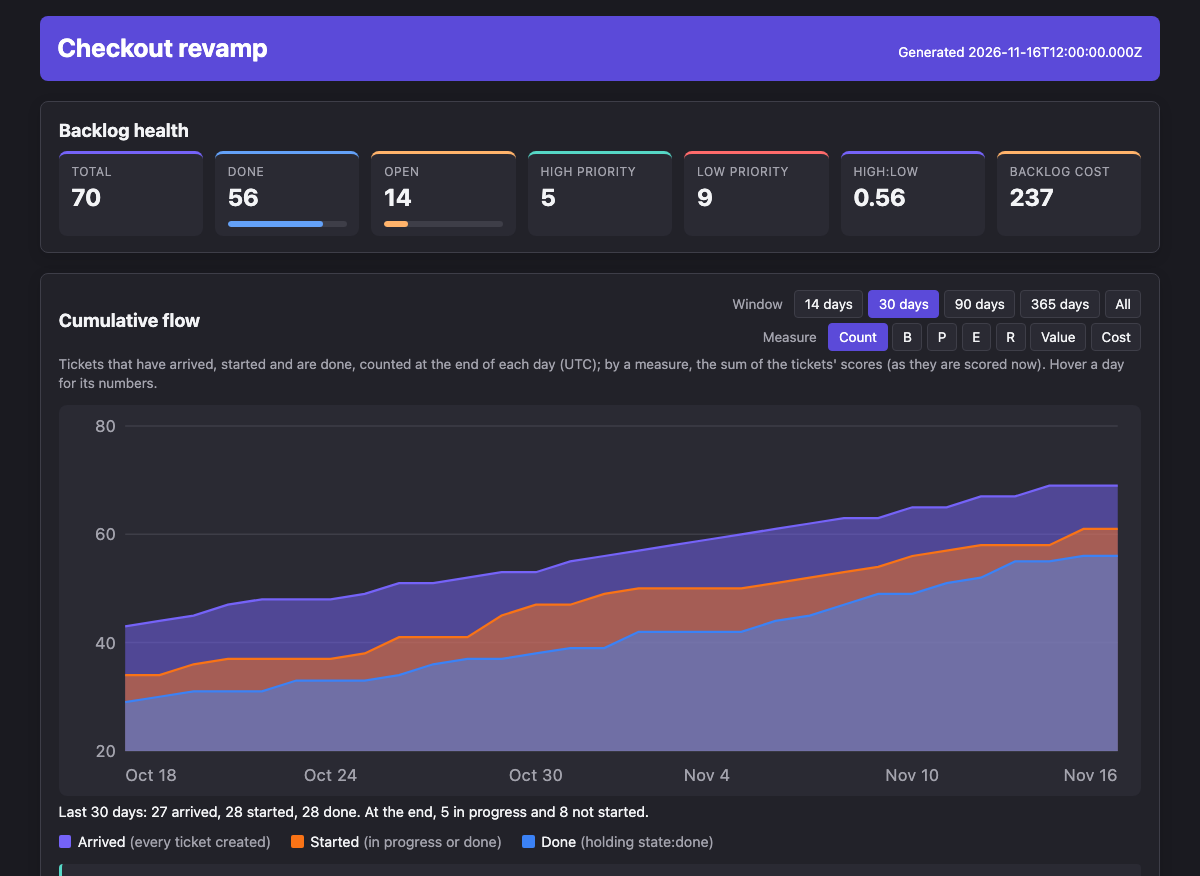 Checkout revamp
Generated 2026-11-16T12:00:00.000Z
Backlog health
TOTAL
70
DONE
56
OPEN
14
HIGH PRIORITY
5
LOW PRIORITY
9
HIGH:LOW
0.56
BACKLOG COST
237
Cumulative flow
Window 14 days 30 days 90 days 365 days All
Measure Count B P E R Value Cost
Tickets that have arrived, started and are done, counted at the end of each day (UTC); by a measure, the sum of the tickets' scores (as they are scored now). Hover a day
for its numbers.
80
60
40
20
Oct 18 Oct 24 Oct 30 Nov 4 Nov 10 Nov 16
Last 30 days: 27 arrived, 28 started, 28 done. At the end, 5 in progress and 8 not started.
Arrived (every ticket created) Started (in progress or done) Done (holding state:done)